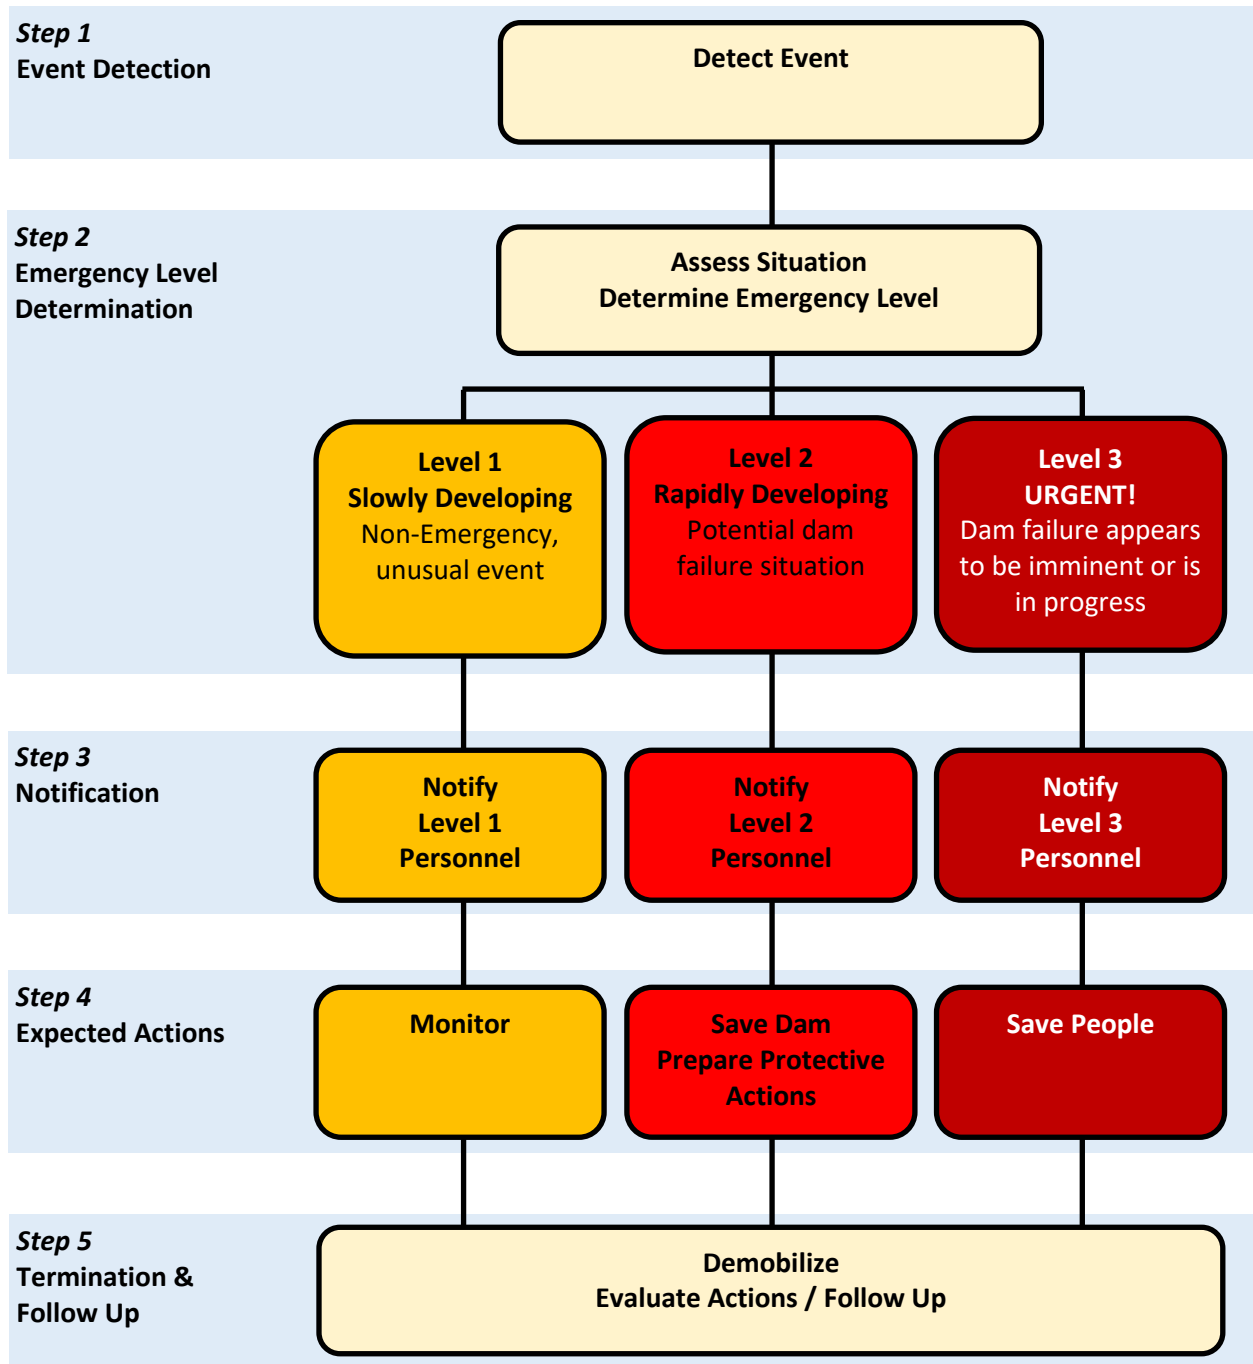 Step 1
Event Detection
Detect Event
Step 2
Emergency Level
Determination
Assess Situation
Determine Emergency Level
Level 1
Slowly Developing
Non-Emergency,
unusual event
Level 2
Rapidly Developing
Potential dam
failure situation
Level 3
URGENT!
Dam failure appears
to be imminent or is
in progress
Step 3
Notification
Notify
Level 1
Personnel
Notify
Level 2
Personnel
Notify
Level 3
Personnel
Step 4
Expected Actions
Monitor
Save Dam
Prepare Protective
Actions
Save People
Step 5
Termination &
Follow Up
Demobilize
Evaluate Actions / Follow Up